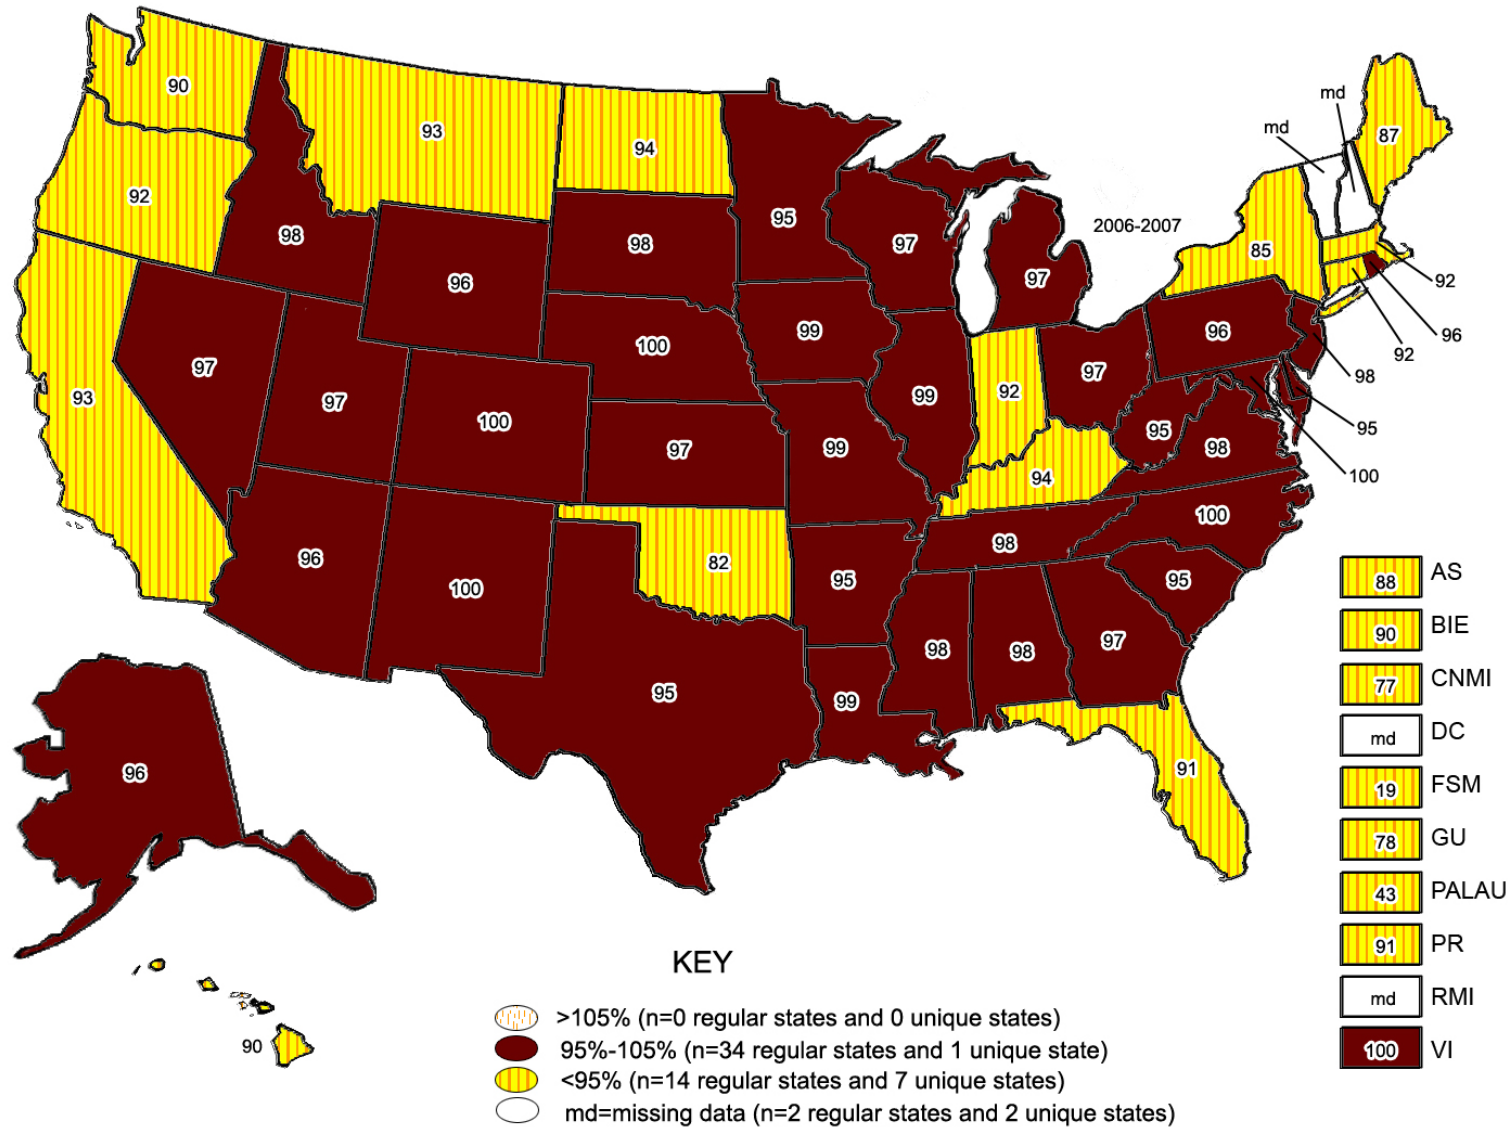 md
90
93
94
md
87
92
98
96
98
95
97
97
2006-2007
85
92
96
92
98
95
100
97
97
100
100
99
99
96
93
97
92
94
95
98
99
97
96
100
82
95
98
100
95
98
98
97
99
95
91
96
90
88 AS
90 BIE
77 CNMI
md DC
19 FSM
78 GU
43 PALAU
91 PR
md RMI
100 VI
KEY
>105% (n=0 regular states and 0 unique states)
95%-105% (n=34 regular states and 1 unique state)
<95% (n=14 regular states and 7 unique states)
md=missing data (n=2 regular states and 2 unique states)